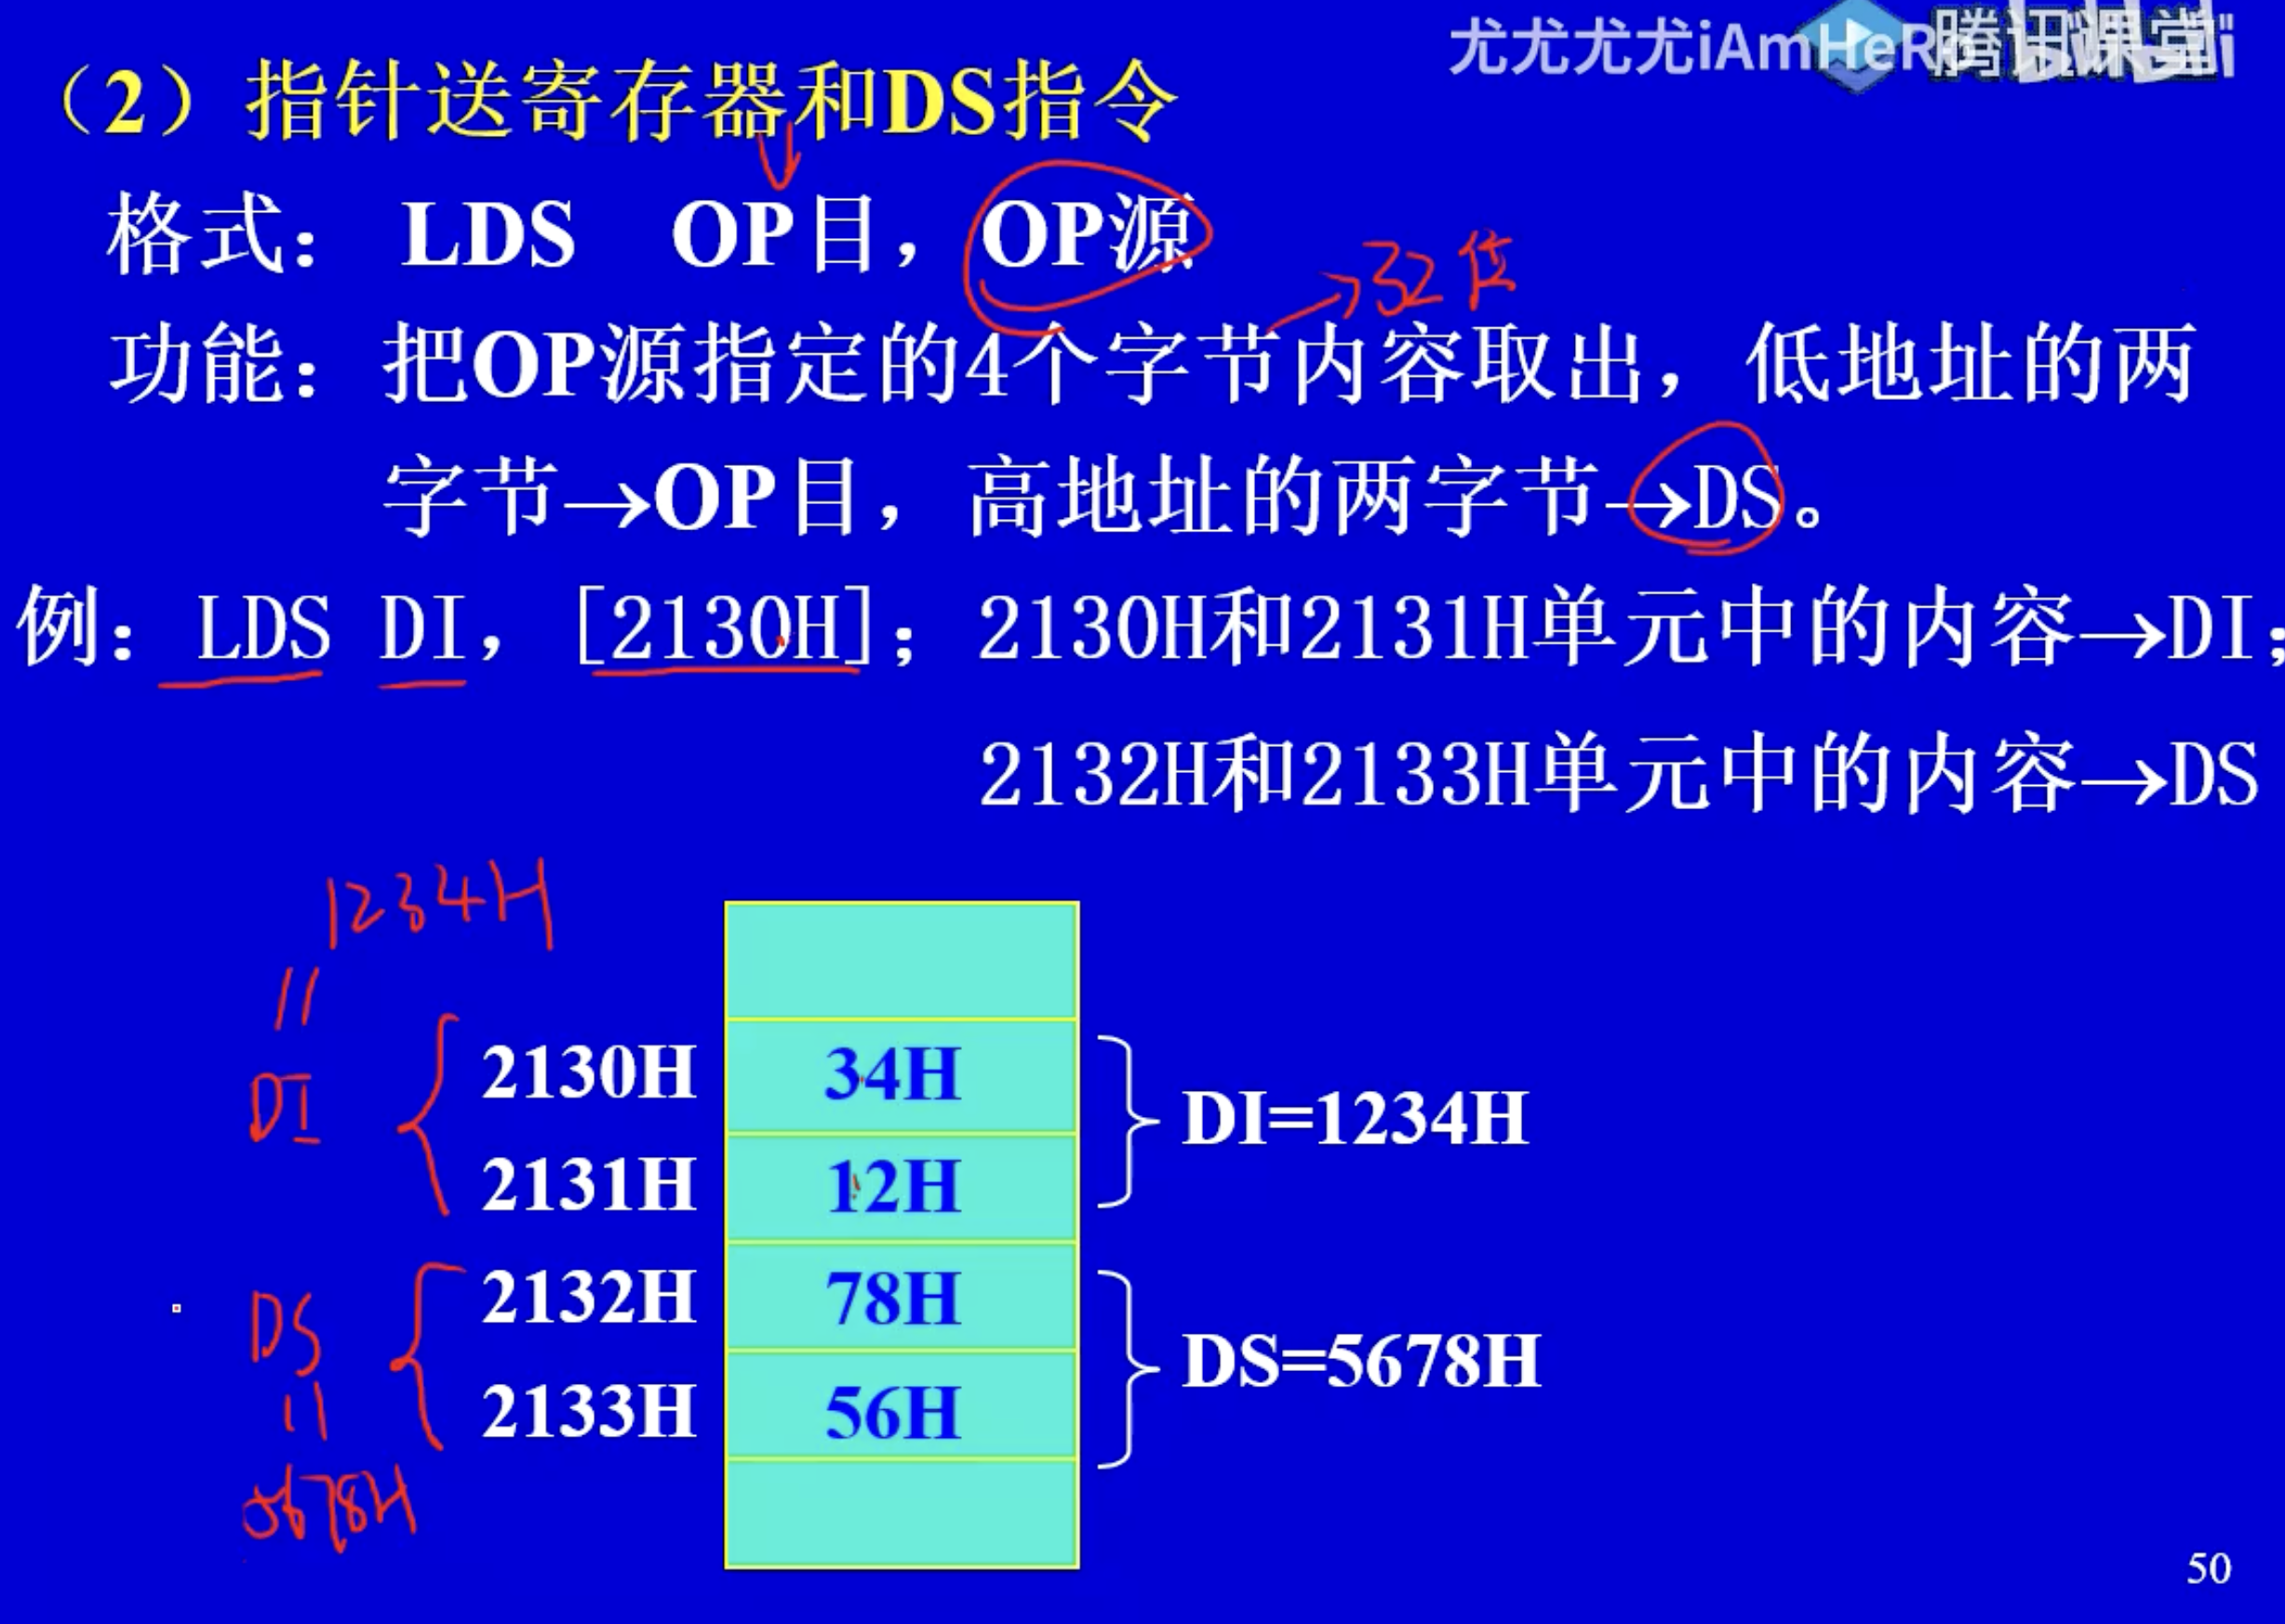 尤尤尤尤iAmHeRo
腾讯课堂
（2）指针送寄存器和DS指令
格式： LDS OP目，OP源
→32位
功能： 把OP源指定的4个字节内容取出，低地址的两
字节→OP目，高地址的两字节→DS。
例： LDS DI，[2130H]；2130H和2131H单元中的内容→DI；
2132H和2133H单元中的内容→DS
1234H
=
DI
2130H 34H
2131H 12H
DI=1234H
DS
=
5678H
2132H 78H
2133H 56H
DS=5678H
50